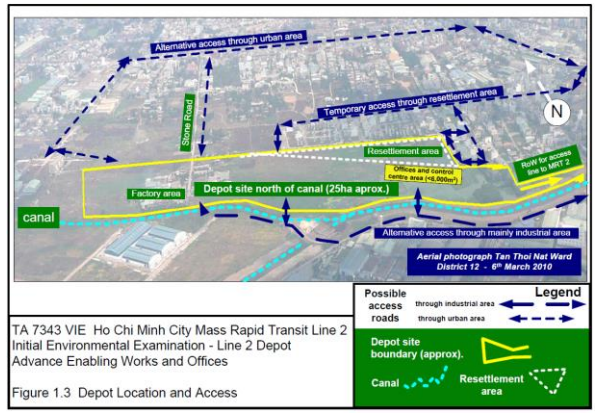 Alternative access through urban area
Stone Road
Temporary access through resettlement area
N
Resettlement area
Offices and control
centre area (<6,000m²)
RoW for access
line to MRT 2
Factory area
Depot site north of canal (25ha aprox.)
canal
Alternative access through mainly industrial area
Aerial photograph Tan Thoi Nat Ward
District 12 - 6th March 2010
TA 7343 VIE Ho Chi Minh City Mass Rapid Transit Line 2
Initial Environmental Examination - Line 2 Depot
Advance Enabling Works and Offices
Figure 1.3 Depot Location and Access
Possible
access
roads
Legend
through industrial area
through urban area
Depot site
boundary (approx).
Canal
Resettlement
area